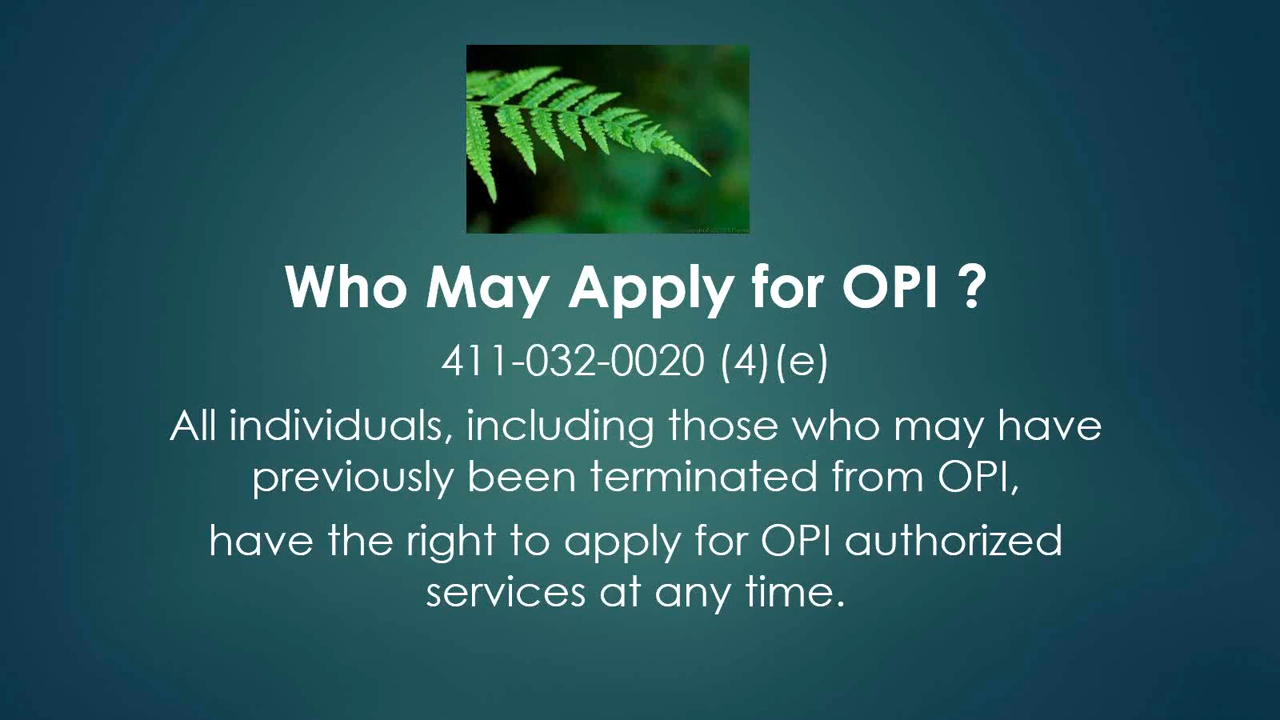 Who May Apply for OPI ?
411-032-0020 (4)(e)
All individuals, including those who may have
previously been terminated from OPI,
have the right to apply for OPI authorized
services at any time.